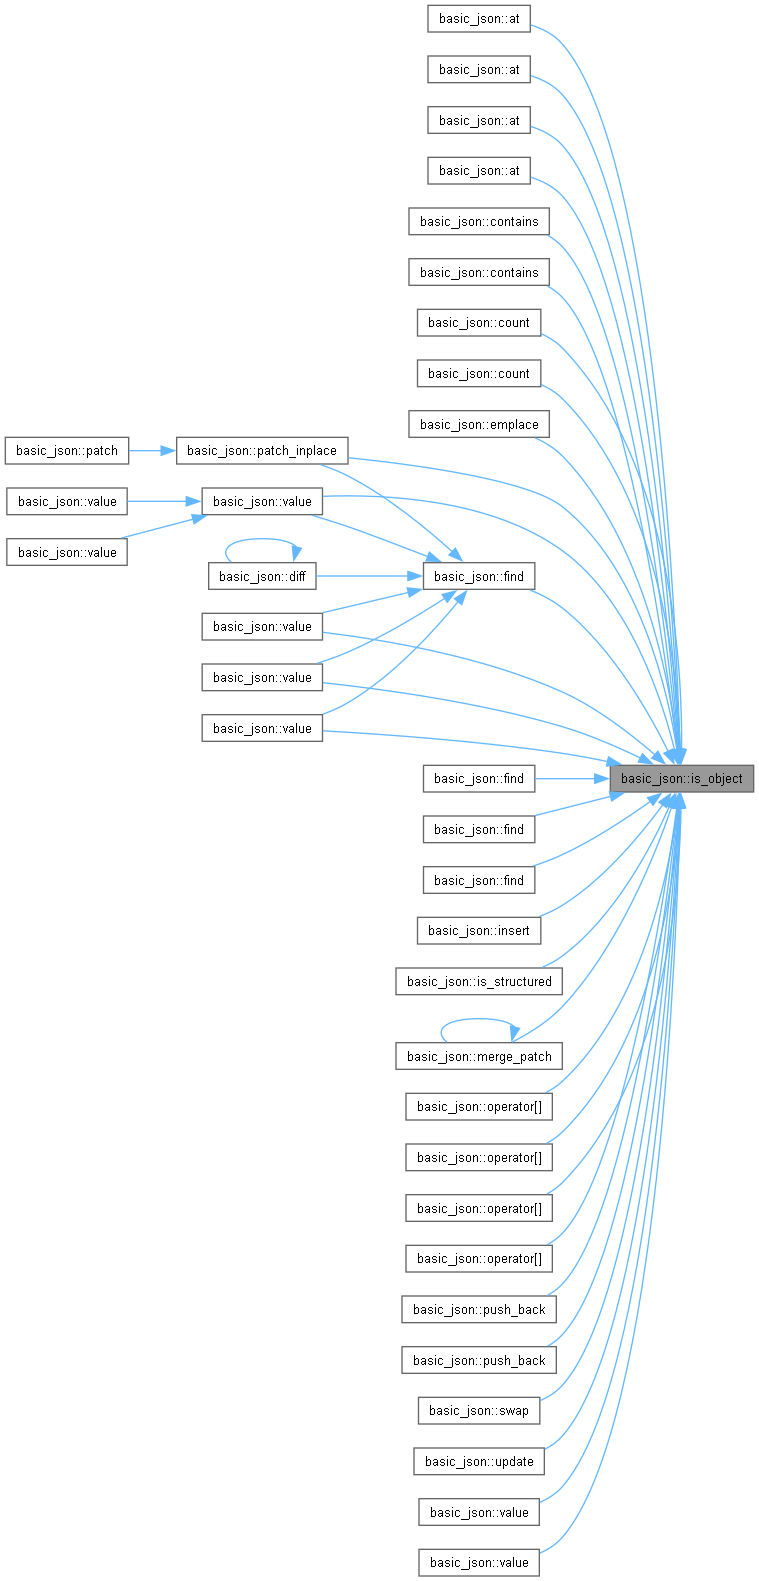 basic_json::at
basic_json::at
basic_json::at
basic_json::at
basic_json::contains
basic_json::contains
basic_json::count
basic_json::count
basic_json::emplace
basic_json::patch
basic_json::patch_inplace
basic_json::value
basic_json::value
basic_json::value
basic_json::diff
basic_json::find
basic_json::value
basic_json::value
basic_json::value
basic_json::find
basic_json::is_object
basic_json::find
basic_json::find
basic_json::insert
basic_json::is_structured
basic_json::merge_patch
basic_json::operator[]
basic_json::operator[]
basic_json::operator[]
basic_json::operator[]
basic_json::push_back
basic_json::push_back
basic_json::swap
basic_json::update
basic_json::value
basic_json::value